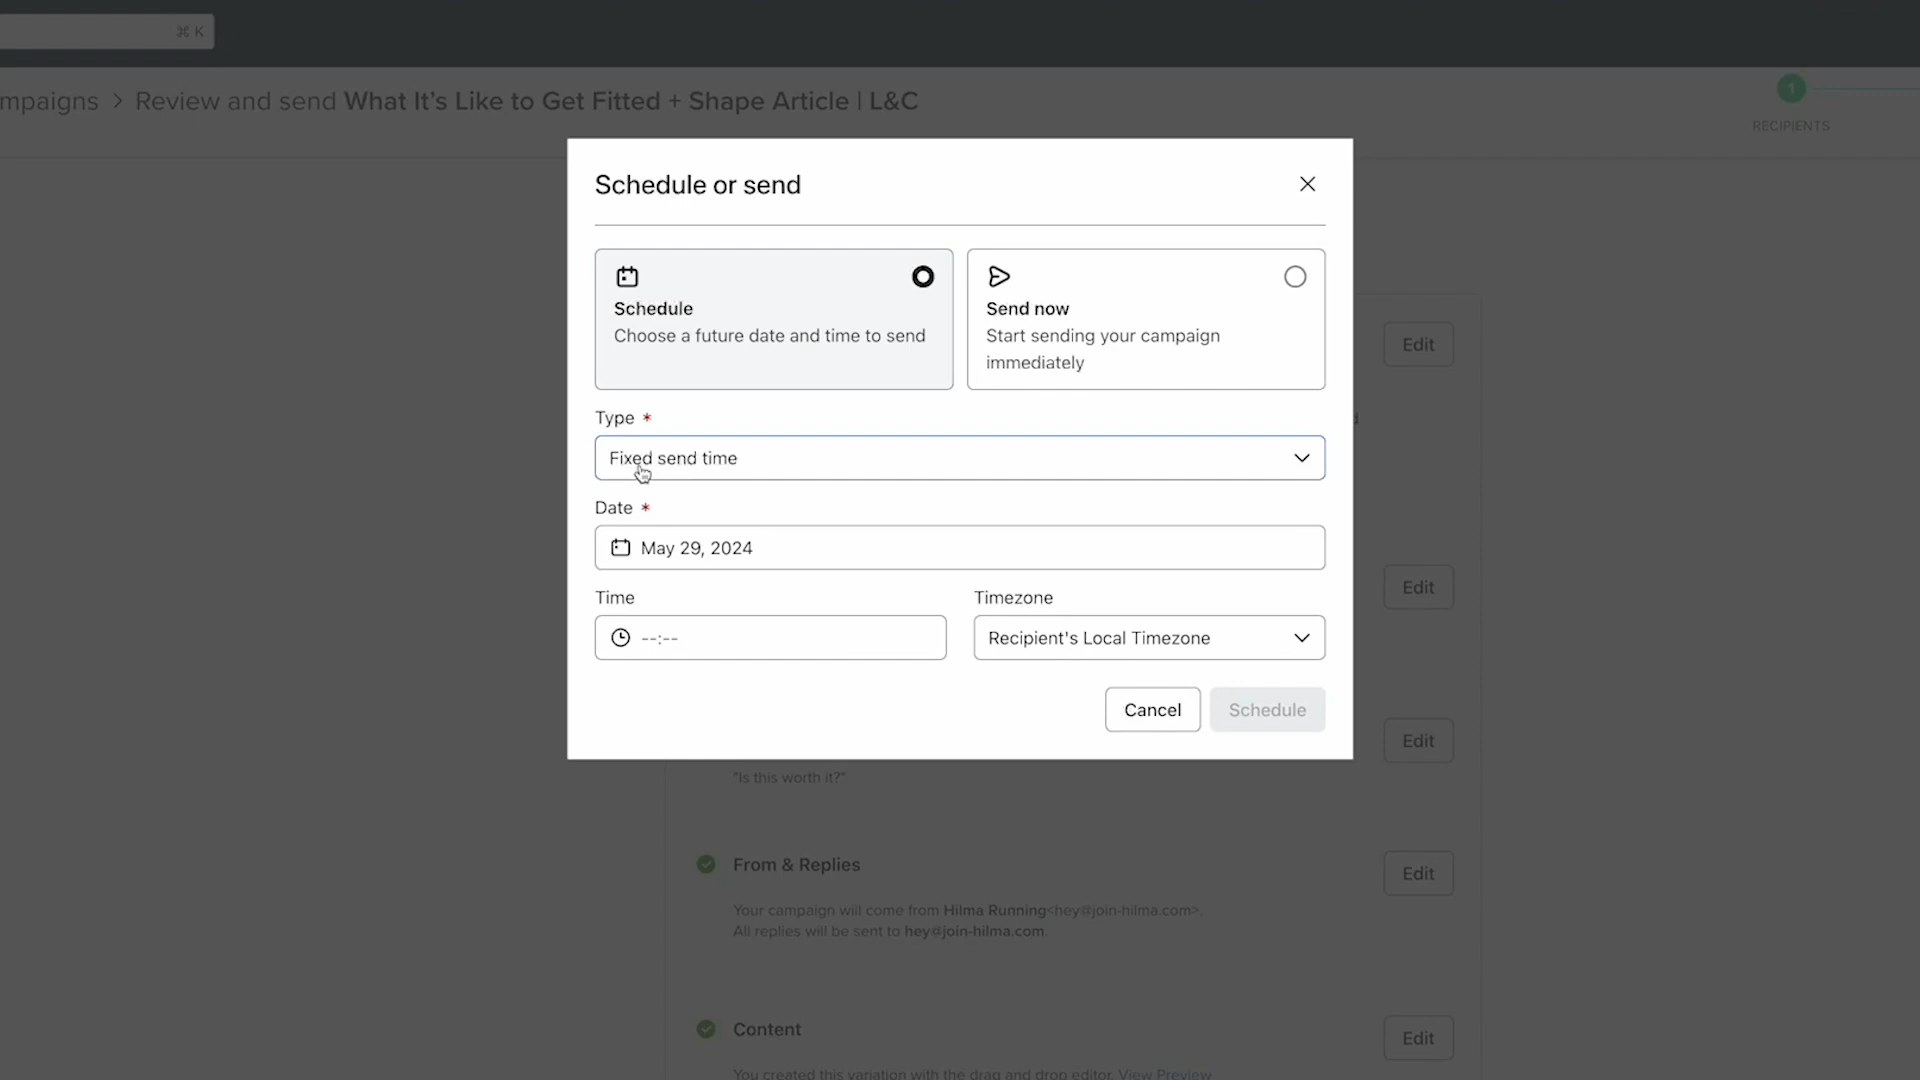 ⌘ K
mpaigns > Review and send What It's Like to Get Fitted + Shape Article | L&C
1
RECIPIENTS
Schedule or send
Schedule
Choose a future date and time to send
Send now
Start sending your campaign
immediately
Edit
Type *
Fixed send time
Date *
May 29, 2024
Edit
Time
Timezone
--:--
Recipient's Local Timezone
Cancel
Schedule
Edit
"Is this worth it?"
From & Replies
Edit
Your campaign will come from Hilma Running<hey@join-hilma.com>.
All replies will be sent to hey@join-hilma.com.
Content
Edit
You created this variation with the drag and drop editor. View Preview